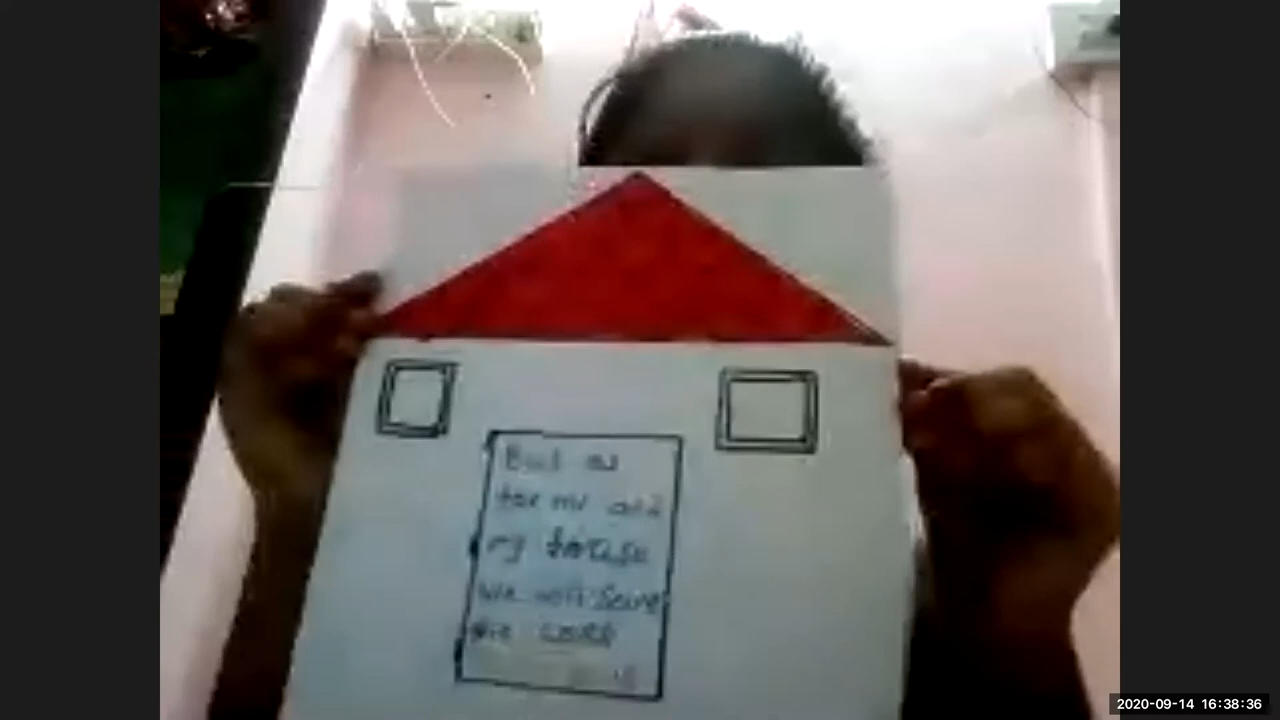 But as
for me and
my house
we will serve
the LORD
2020-09-14 16:38:36